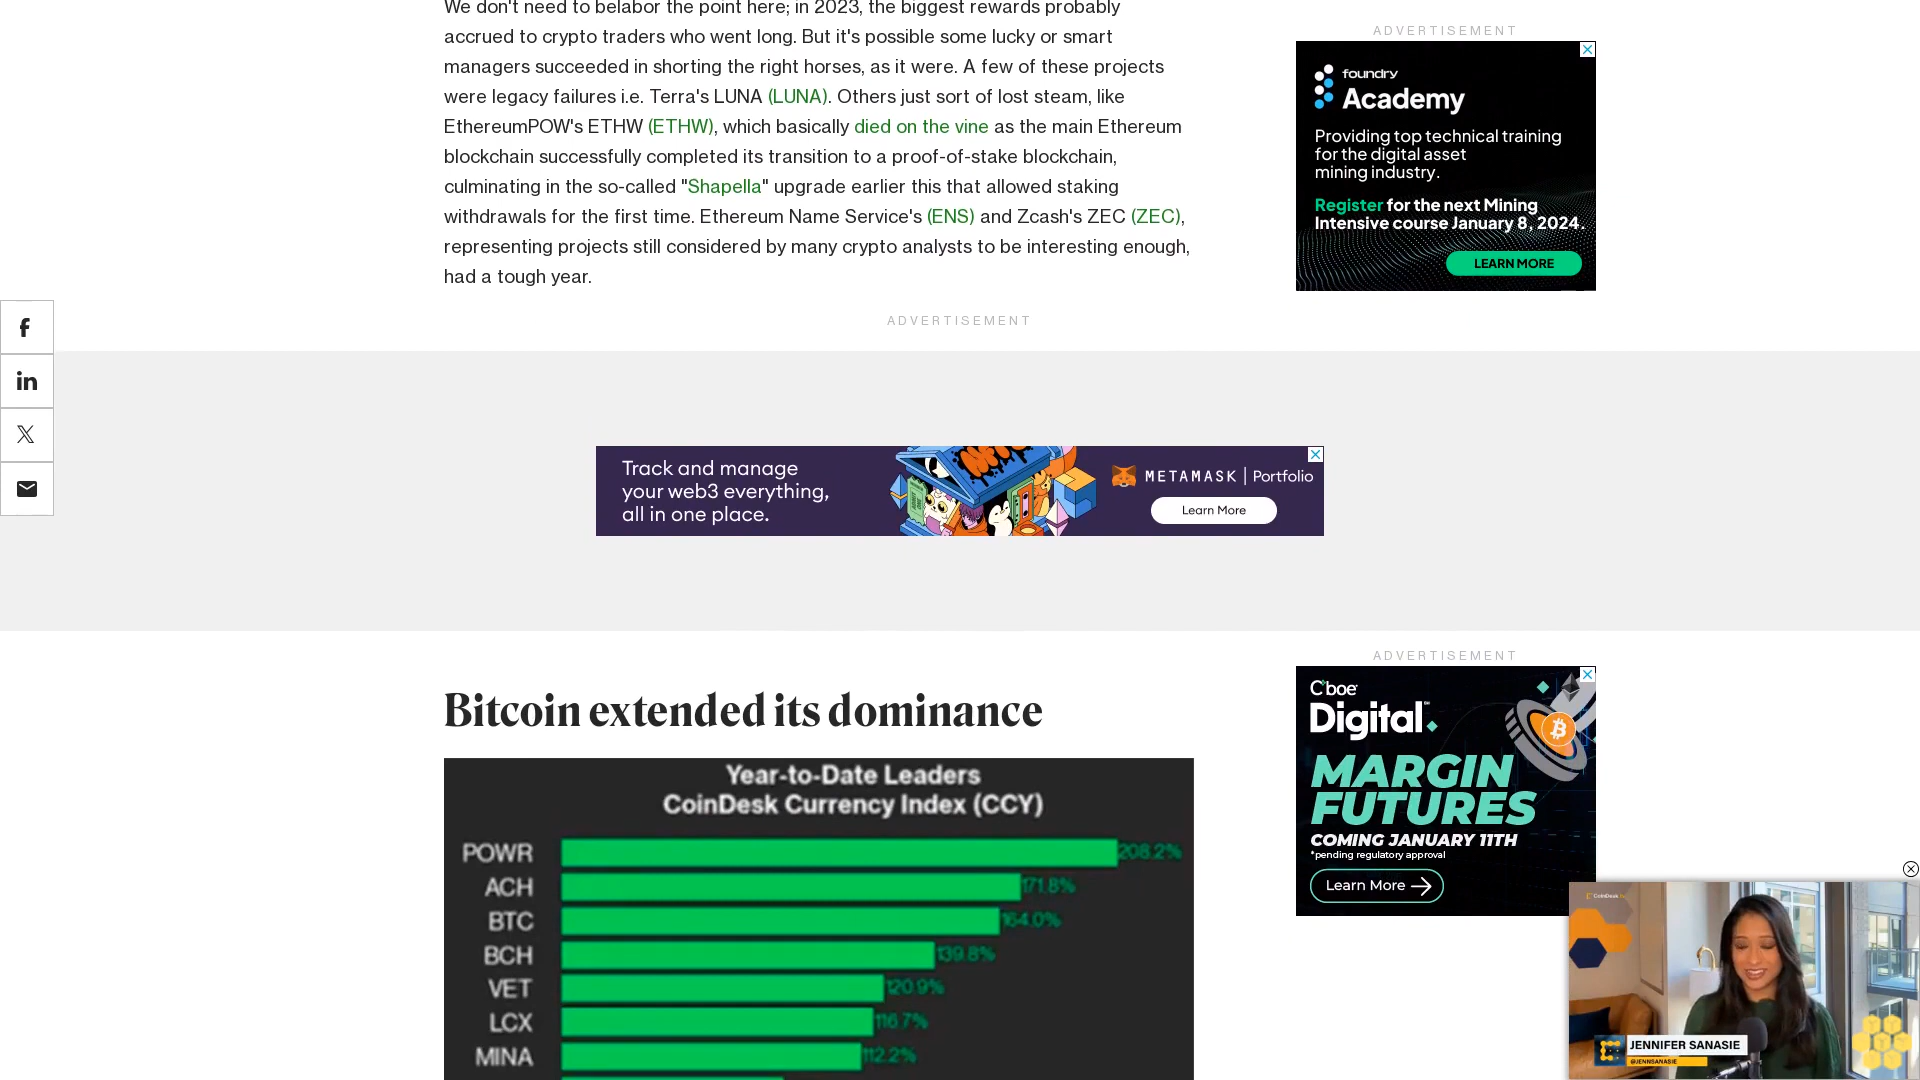 We don't need to belabor the point here; in 2023, the biggest rewards probably
accrued to crypto traders who went long. But it's possible some lucky or smart
managers succeeded in shorting the right horses, as it were. A few of these projects
were legacy failures i.e. Terra's LUNA (LUNA). Others just sort of lost steam, like
EthereumPOW's ETHW (ETHW), which basically died on the vine as the main Ethereum
blockchain successfully completed its transition to a proof-of-stake blockchain,
culminating in the so-called "Shapella" upgrade earlier this that allowed staking
withdrawals for the first time. Ethereum Name Service's (ENS) and Zcash's ZEC (ZEC),
representing projects still considered by many crypto analysts to be interesting enough,
had a tough year.
ADVERTISEMENT
foundry
Academy
Providing top technical training
for the digital asset
mining industry.
Register for the next Mining
Intensive course January 8, 2024.
LEARN MORE
ADVERTISEMENT
Track and manage
your web3 everything,
all in one place.
METAMASK | Portfolio
Learn More
Bitcoin extended its dominance
Year-to-Date Leaders
CoinDesk Currency Index (CCY)
POWR 208.2%
ACH 171.8%
BTC 164.0%
BCH 139.8%
VET 120.9%
LCX 116.7%
MINA 112.2%
ADVERTISEMENT
Cboe
Digital
MARGIN
FUTURES
COMING JANUARY 11TH
*pending regulatory approval
Learn More
CoinDesk
JENNIFER SANASIE
@JENNSANASIE